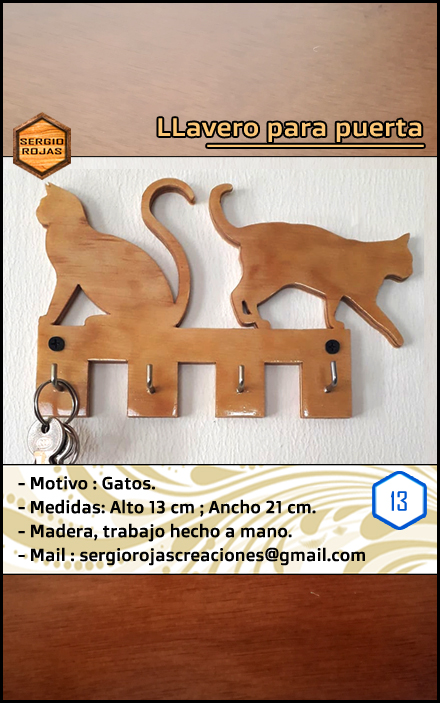 LLavero para puerta
SERGIO
ROJAS
- Motivo : Gatos.
- Medidas: Alto 13 cm ; Ancho 21 cm.
- Madera, trabajo hecho a mano.
- Mail : sergiorojascreaciones@gmail.com
13